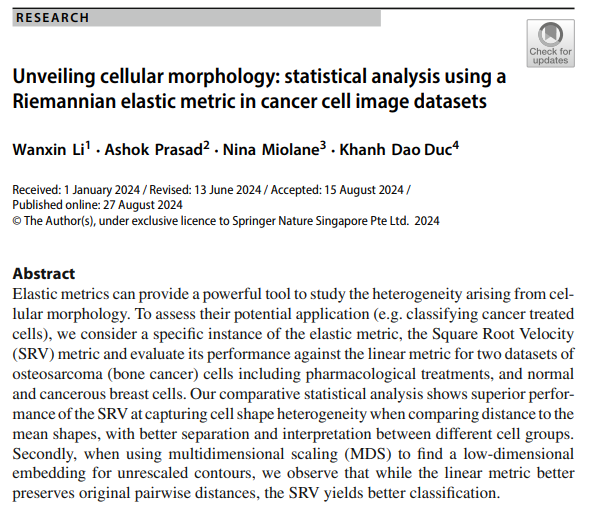 RESEARCH
Check for
updates
Unveiling cellular morphology: statistical analysis using a
Riemannian elastic metric in cancer cell image datasets
Wanxin Li1 · Ashok Prasad2 · Nina Miolane3 · Khanh Dao Duc4
Received: 1 January 2024 / Revised: 13 June 2024 / Accepted: 15 August 2024 /
Published online: 27 August 2024
© The Author(s), under exclusive licence to Springer Nature Singapore Pte Ltd. 2024
Abstract
Elastic metrics can provide a powerful tool to study the heterogeneity arising from cel-
lular morphology. To assess their potential application (e.g. classifying cancer treated
cells), we consider a specific instance of the elastic metric, the Square Root Velocity
(SRV) metric and evaluate its performance against the linear metric for two datasets of
osteosarcoma (bone cancer) cells including pharmacological treatments, and normal
and cancerous breast cells. Our comparative statistical analysis shows superior perfor-
mance of the SRV at capturing cell shape heterogeneity when comparing distance to the
mean shapes, with better separation and interpretation between different cell groups.
Secondly, when using multidimensional scaling (MDS) to find a low-dimensional
embedding for unrescaled contours, we observe that while the linear metric better
preserves original pairwise distances, the SRV yields better classification.